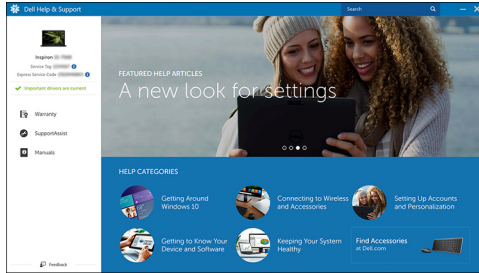 Dell Help & Support
Search
Inspiron
Service Tag
Express Service Code
Important drivers are current
Warranty
SupportAssist
Manuals
Feedback
FEATURED HELP ARTICLES
A new look for settings
HELP CATEGORIES
Getting Around
Windows 10
Connecting to Wireless
and Accessories
Setting Up Accounts
and Personalization
Getting to Know Your
Device and Software
Keeping Your System
Healthy
Find Accessories
at Dell.com